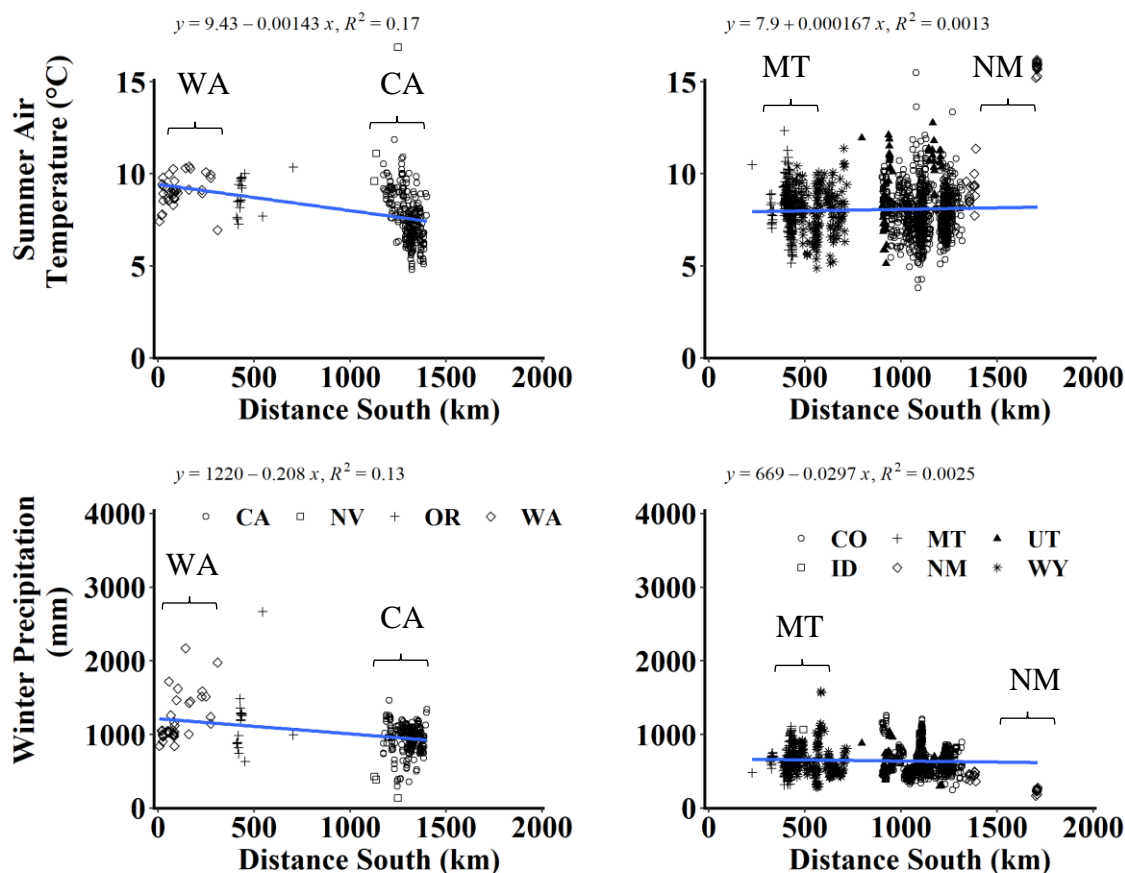 y = 9.43 − 0.00143 x, R² = 0.17
y = 7.9 + 0.000167 x, R² = 0.0013
Summer Air
Temperature (°C)
WA
CA
MT
NM
15
10
5
0
15
10
5
0
0 500 1000 1500 2000
0 500 1000 1500 2000
Distance South (km)
Distance South (km)
y = 1220 − 0.208 x, R² = 0.13
y = 669 − 0.0297 x, R² = 0.0025
Winter Precipitation
(mm)
4000
3000
2000
1000
0
CA NV OR WA
WA
CA
4000
3000
2000
1000
0
CO MT UT
ID NM WY
MT
NM
0 500 1000 1500 2000
0 500 1000 1500 2000
Distance South (km)
Distance South (km)